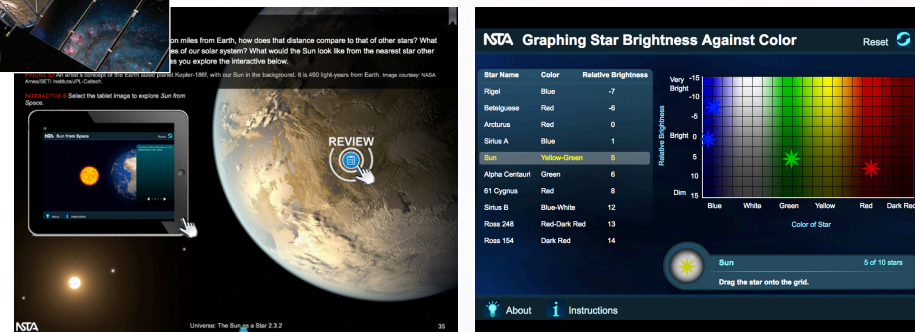 on miles from Earth, how does that distance compare to that of other stars? What
es of our solar system? What would the Sun look like from the nearest star other
as you explore the interactive below.
An artist's concept of the Earth sized planet Kepler-186f, with our Sun in the background. It is 490 light-years from Earth. Image courtesy: NASA
Ames/SETI Institute/JPL-Caltech
INTERACTIVE 5 Select the tablet image to explore Sun from
Space.
NSTA Sun from Space
Reset
About
Instructions
REVIEW
NSTA
Universe: The Sun as a Star 2.3.2
35
NSTA Graphing Star Brightness Against Color
Reset
Star Name Color Relative Brightness
Rigel Blue -7
Betelgeuse Red -6
Arcturus Red 0
Sirius A Blue 1
Sun Yellow-Green 5
Alpha Centauri Green 6
61 Cygnus Red 8
Sirius B Blue-White 12
Ross 248 Red-Dark Red 13
Ross 154 Dark Red 14
Relative Brightness
Very Bright
-15
-10
-5
Bright 0
5
10
Dim 15
Blue White Green Yellow Red Dark Red
Color of Star
Sun
5 of 10 stars
Drag the star onto the grid.
About
Instructions